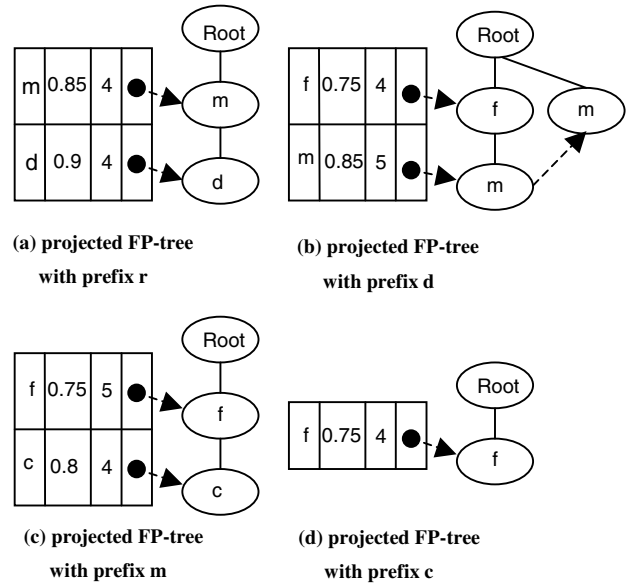 Root
m 0.85 4
m
d 0.9 4
d
(a) projected FP-tree
with prefix r
Root
f 0.75 4
f
m
m 0.85 5
m
(b) projected FP-tree
with prefix d
Root
f 0.75 5
f
c 0.8 4
c
(c) projected FP-tree
with prefix m
Root
f 0.75 4
f
(d) projected FP-tree
with prefix c